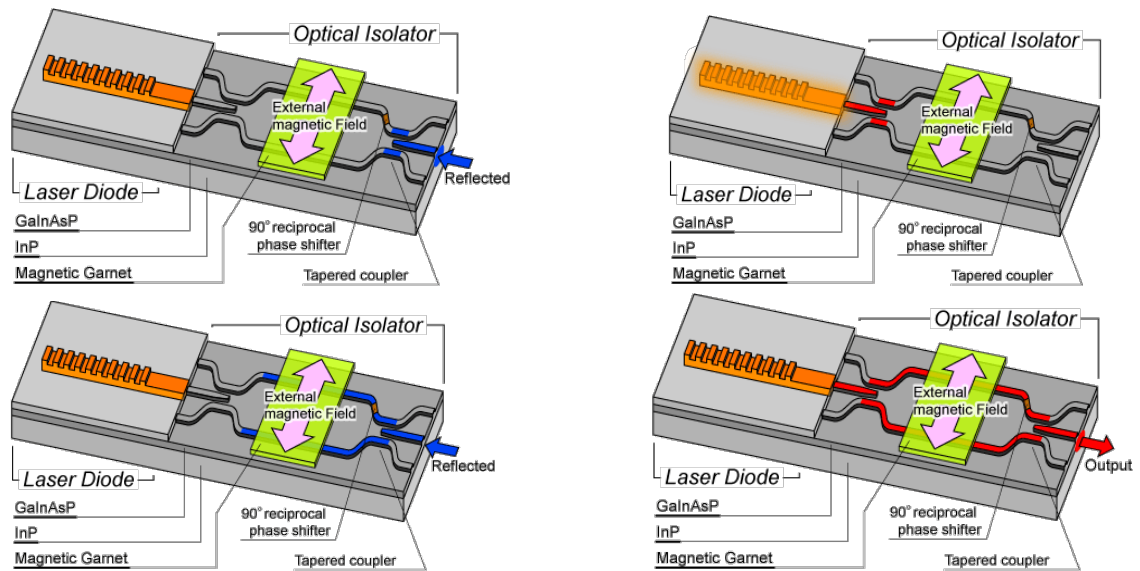 Optical Isolator
External
magnetic Field
Reflected
Laser Diode
GaInAsP
InP
Magnetic Garnet
90° reciprocal
phase shifter
Tapered coupler
Optical Isolator
External
magnetic Field
Laser Diode
GaInAsP
InP
Magnetic Garnet
90° reciprocal
phase shifter
Tapered coupler
Optical Isolator
External
magnetic Field
Reflected
Laser Diode
GaInAsP
InP
Magnetic Garnet
90° reciprocal
phase shifter
Tapered coupler
Optical Isolator
External
magnetic Field
Output
Laser Diode
GaInAsP
InP
Magnetic Garnet
90° reciprocal
phase shifter
Tapered coupler